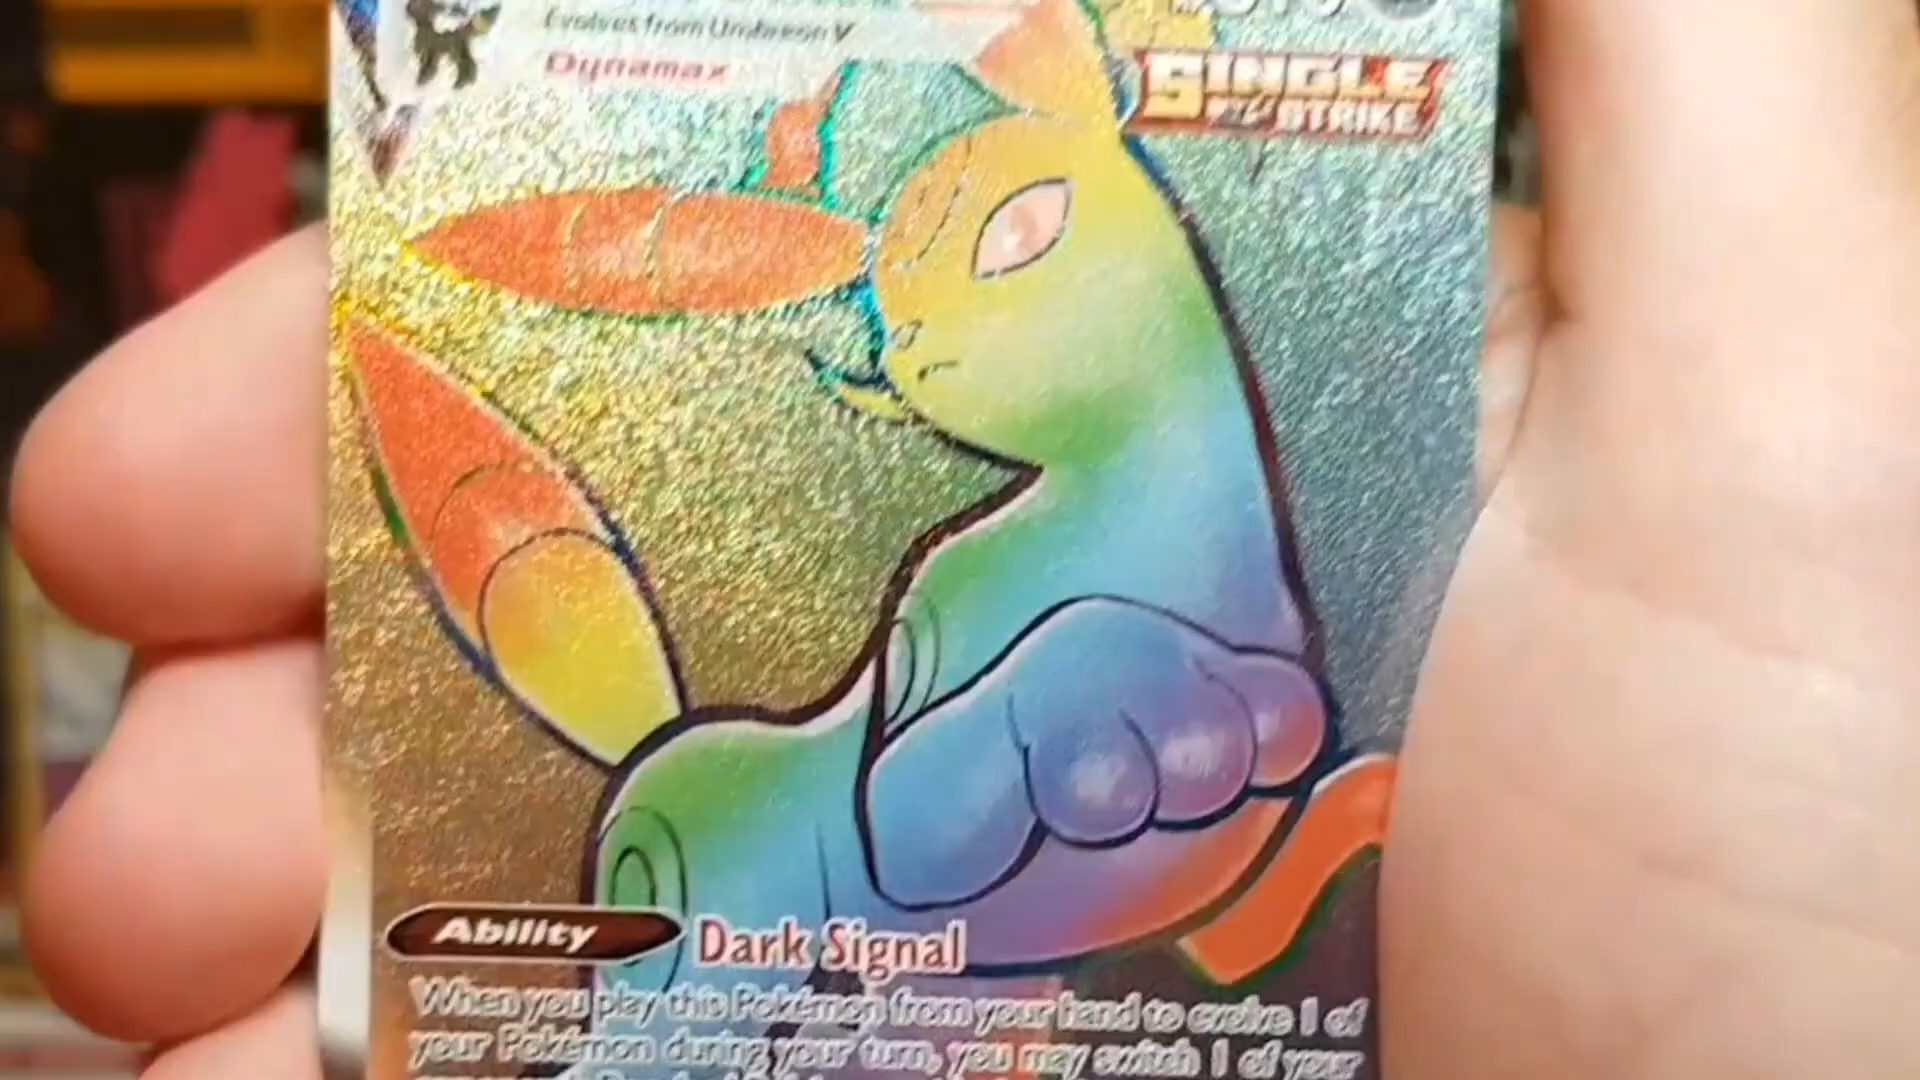 Evolves from Umbreon V
Dynamax
SINGLE
STRIKE
Ability
Dark Signal
When you play this Pokémon from your hand to evolve 1 of
your Pokémon during your turn, you may switch 1 of your